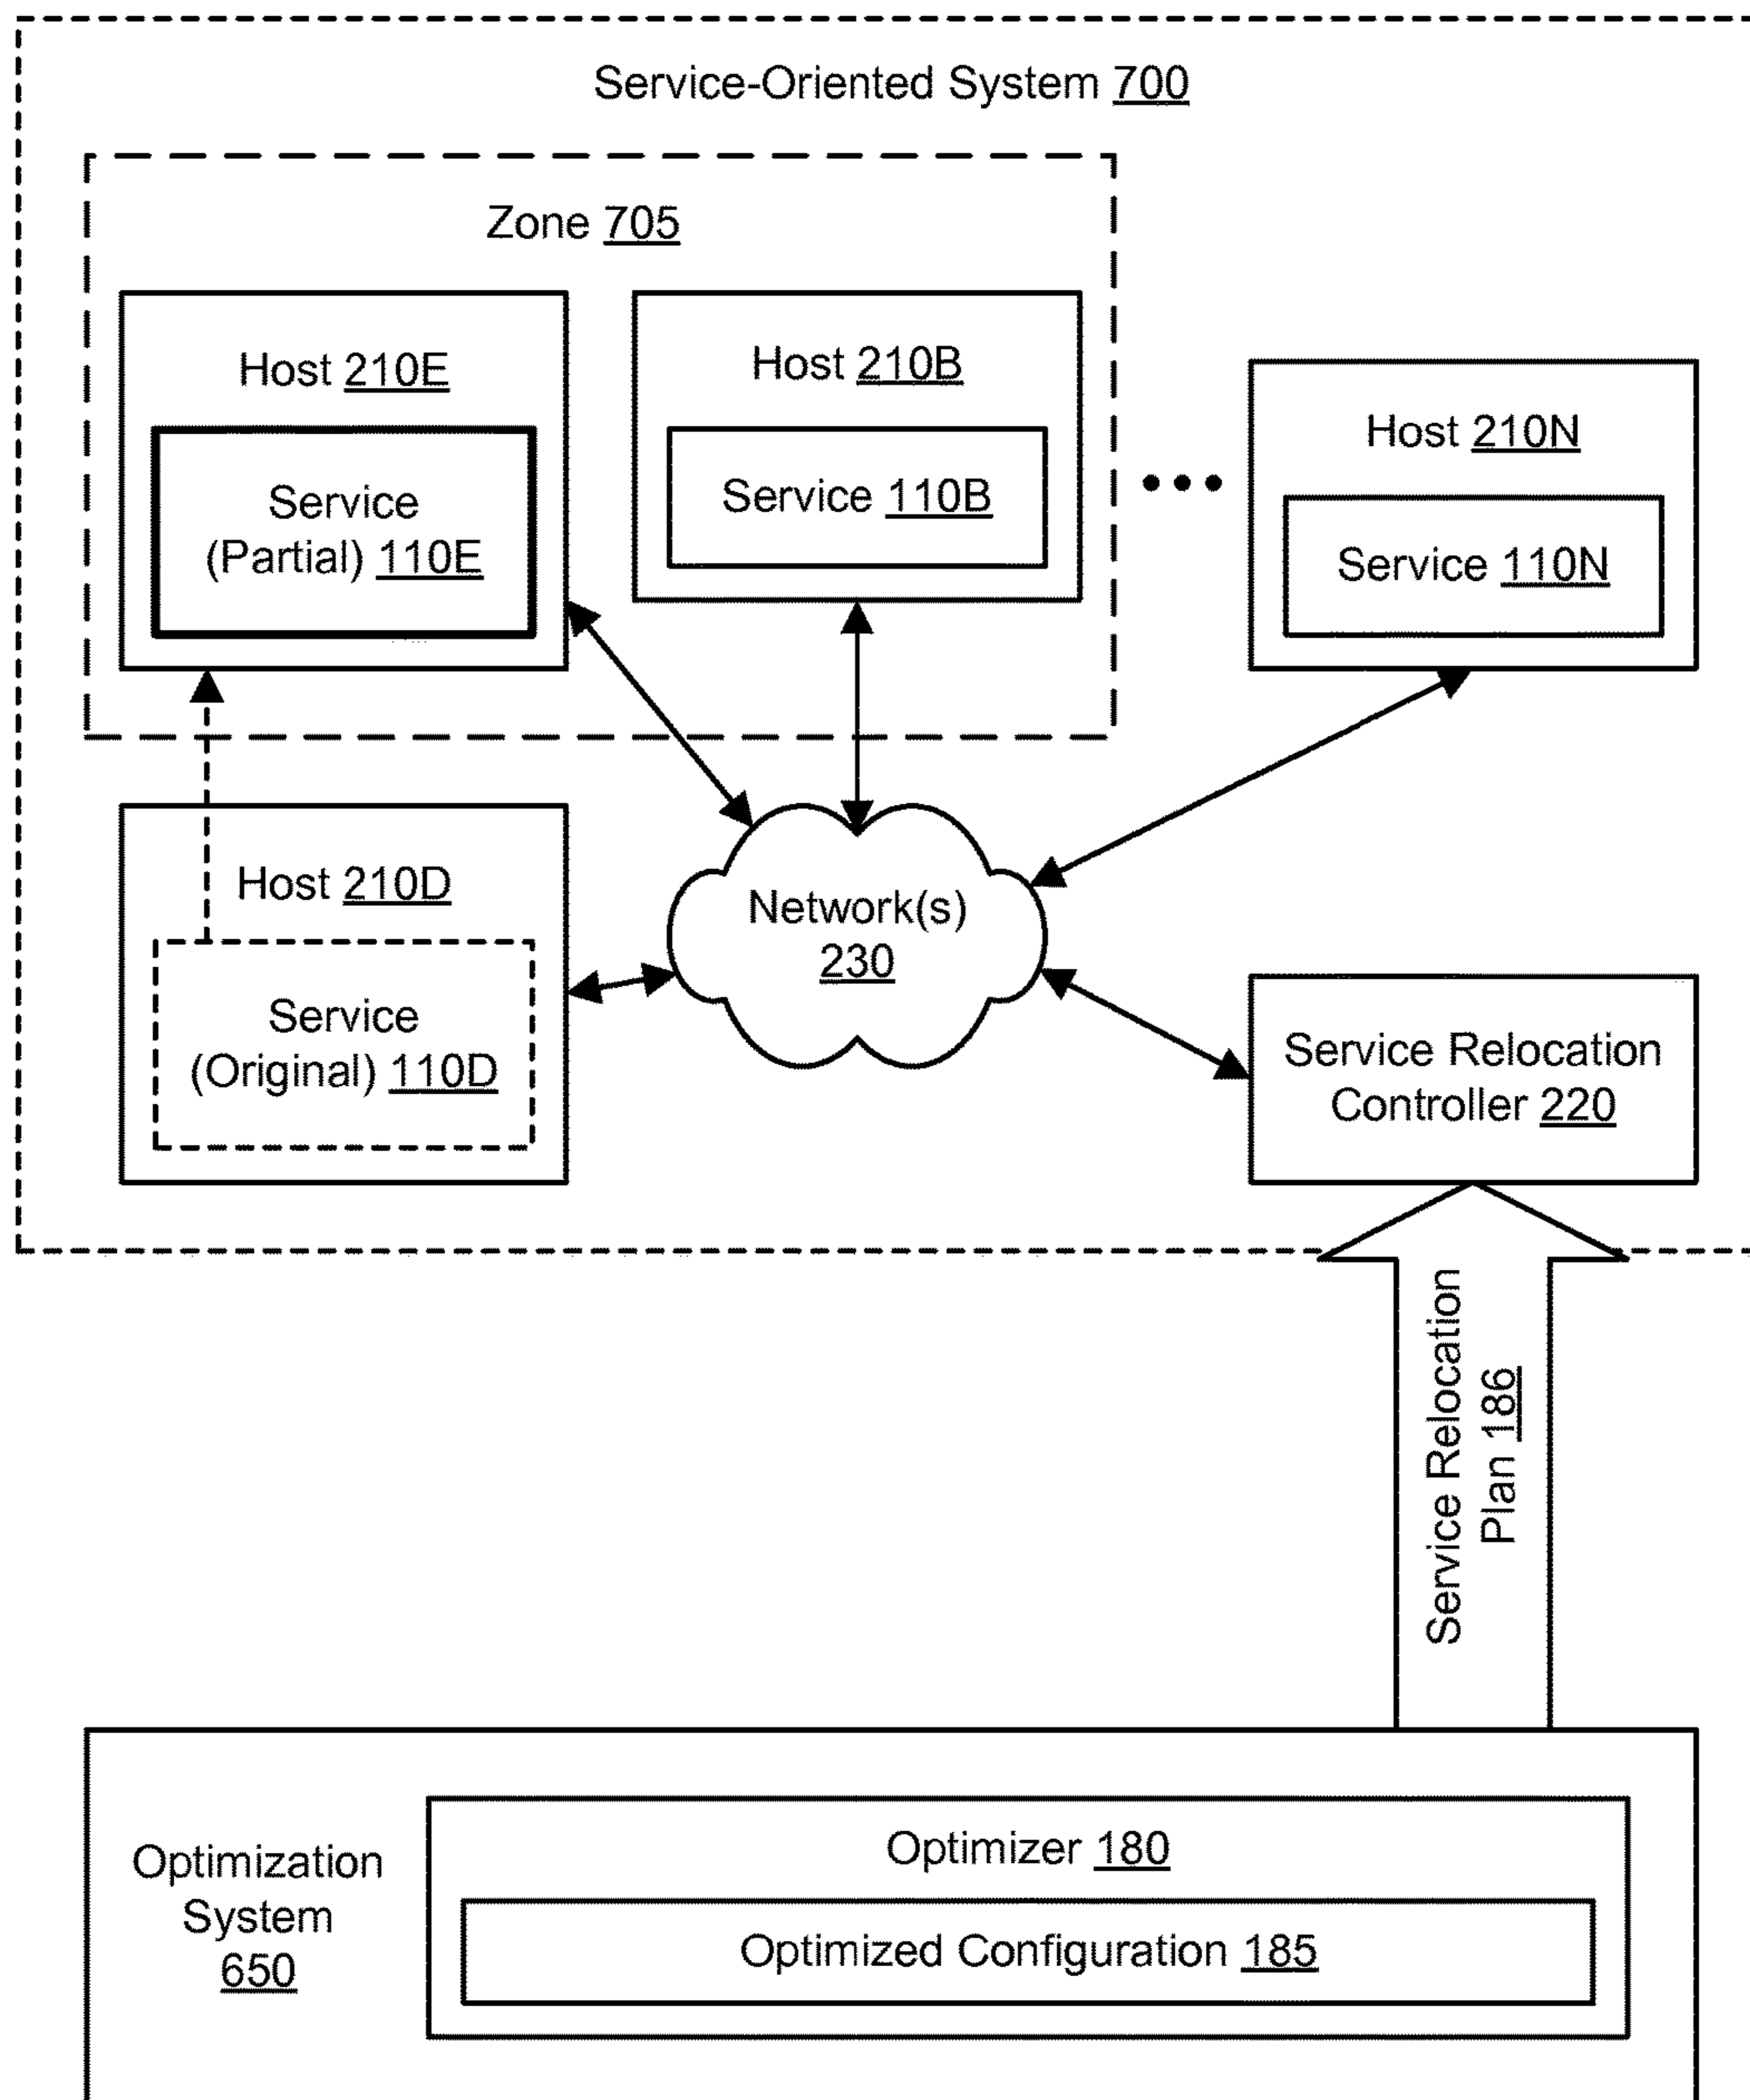 Service-Oriented System 700
Zone 705
Host 210E
Service
(Partial) 110E
Host 210B
Service 110B
Host 210N
Service 110N
Host 210D
Service
(Original) 110D
Network(s)
230
Service Relocation
Controller 220
Service Relocation
Plan 186
Optimization
System
650
Optimizer 180
Optimized Configuration 185